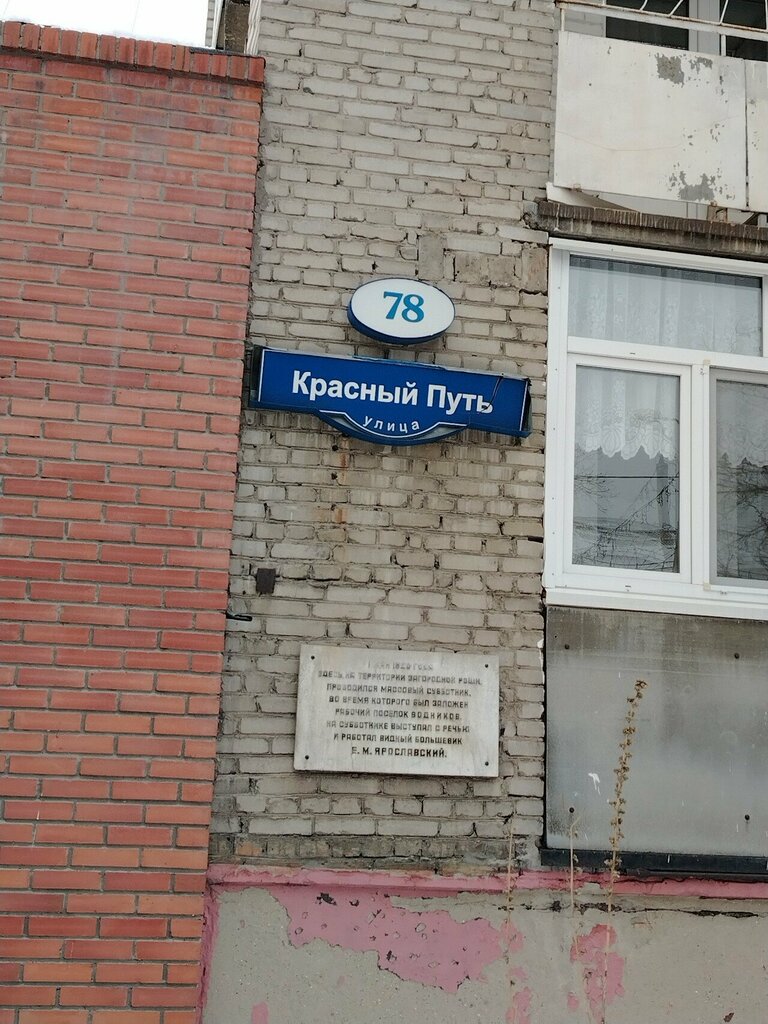 78
Красный Путь
улица
1 МАЯ 1920 ГОДА
ЗДЕСЬ, НА ТЕРРИТОРИИ ЗАГОРОДНОЙ РОЩИ,
ПРОВОДИЛСЯ МАССОВЫЙ СУББОТНИК,
ВО ВРЕМЯ КОТОРОГО БЫЛ ЗАЛОЖЕН
РАБОЧИЙ ПОСЕЛОК ВОДНИКОВ.
НА СУББОТНИКЕ ВЫСТУПАЛ С РЕЧЬЮ
И РАБОТАЛ ВИДНЫЙ БОЛЬШЕВИК
Е. М. ЯРОСЛАВСКИЙ.